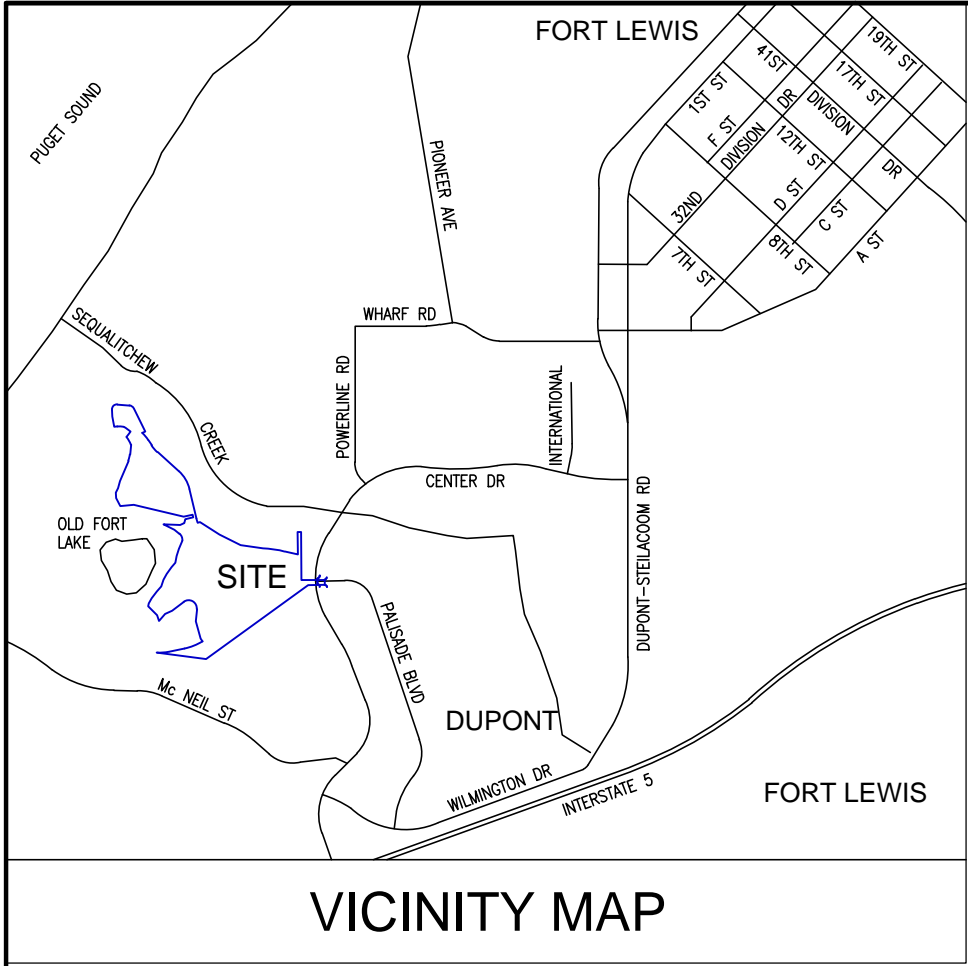 FORT LEWIS
PUGET SOUND
19TH ST
41ST DIVISION DR
17TH ST
1ST ST
F ST
32ND DIVISION DR
12TH ST
D ST
C ST
A ST
8TH ST
7TH ST
PIONEER AVE
WHARF RD
SEQUALITCHEW CREEK
POWERLINE RD
INTERNATIONAL
CENTER DR
DUPONT-STEILACOOM RD
OLD FORT
LAKE
SITE
PALISADE BLVD
Mc NEIL ST
DUPONT
WILMINGTON DR
INTERSTATE 5
FORT LEWIS
VICINITY MAP